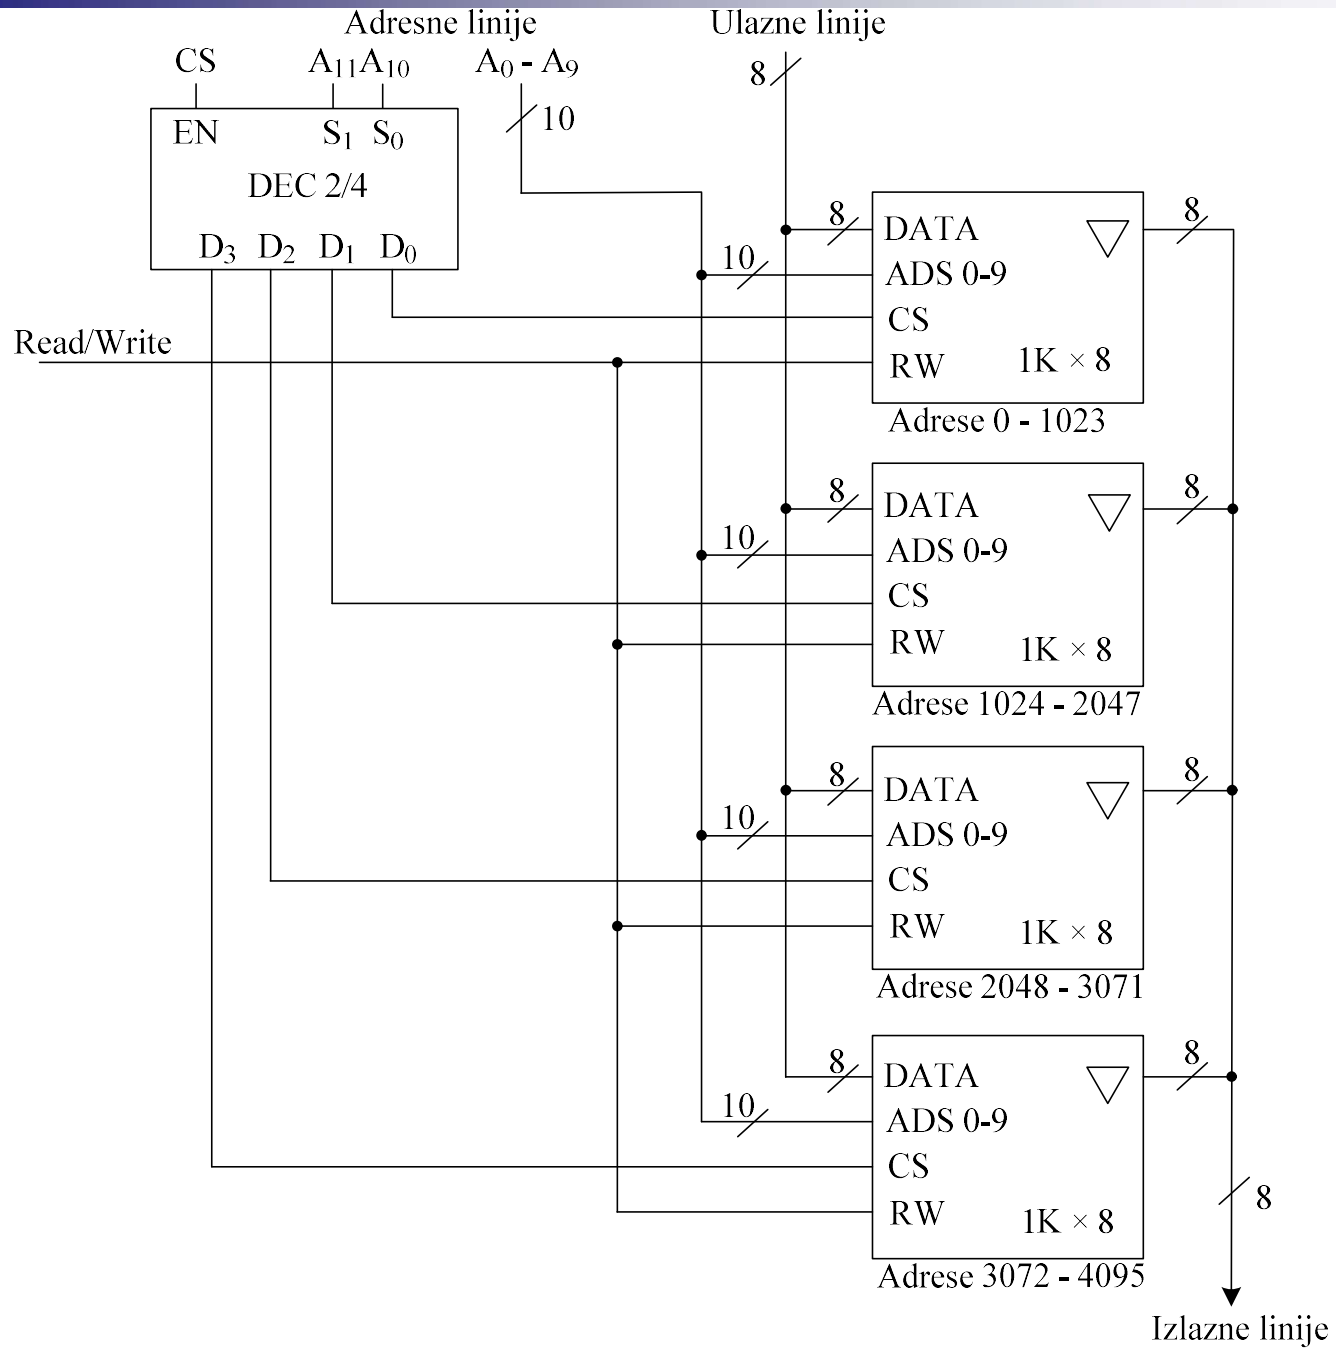 Adresne linije
Ulazne linije
CS
A₁₁A₁₀
A₀ - A₉
8
10
EN
S₁ S₀
DEC 2/4
D₃ D₂ D₁ D₀
Read/Write
8
DATA
8
10
ADS 0-9
CS
RW
1K × 8
Adrese 0 - 1023
8
DATA
8
10
ADS 0-9
CS
RW
1K × 8
Adrese 1024 - 2047
8
DATA
8
10
ADS 0-9
CS
RW
1K × 8
Adrese 2048 - 3071
8
DATA
8
10
ADS 0-9
CS
RW
1K × 8
Adrese 3072 - 4095
8
Izlazne linije